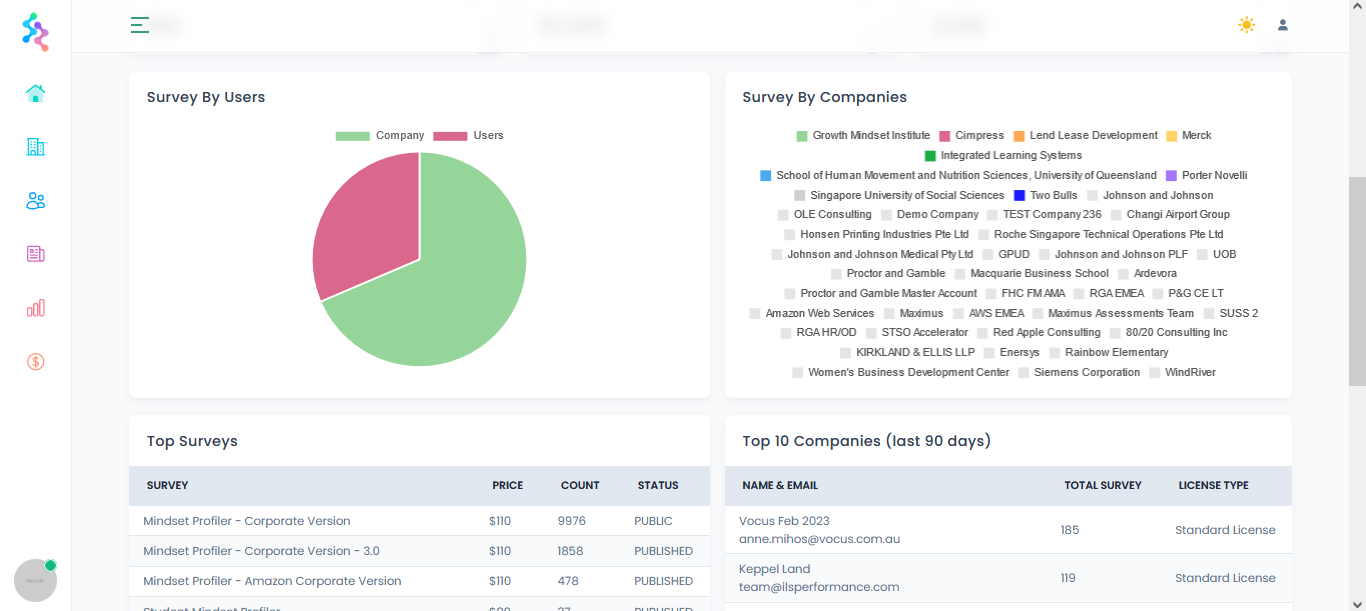 Survey By Users
Company Users
Survey By Companies
Growth Mindset Institute Cimpress Lend Lease Development Merck
Integrated Learning Systems
School of Human Movement and Nutrition Sciences, University of Queensland Porter Novelli
Singapore University of Social Sciences Two Bulls Johnson and Johnson
OLE Consulting Demo Company TEST Company 236 Changi Airport Group
Honsen Printing Industries Pte Ltd Roche Singapore Technical Operations Pte Ltd
Johnson and Johnson Medical Pty Ltd GPUD Johnson and Johnson PLF UOB
Proctor and Gamble Macquarie Business School Ardevora
Proctor and Gamble Master Account FHC FM AMA RGA EMEA P&G CE LT
Amazon Web Services Maximus AWS EMEA Maximus Assessments Team SUSS 2
RGA HR/OD STSO Accelerator Red Apple Consulting 80/20 Consulting Inc
KIRKLAND & ELLIS LLP Enersys Rainbow Elementary
Women's Business Development Center Siemens Corporation WindRiver
Top Surveys
SURVEY PRICE COUNT STATUS
Mindset Profiler - Corporate Version $110 9976 PUBLIC
Mindset Profiler - Corporate Version - 3.0 $110 1858 PUBLISHED
Mindset Profiler - Amazon Corporate Version $110 478 PUBLISHED
Student Mindset Profiler $90 27 PUBLISHED
Top 10 Companies (last 90 days)
NAME & EMAIL TOTAL SURVEY LICENSE TYPE
Vocus Feb 2023
anne.mihos@vocus.com.au 185 Standard License
Keppel Land
team@ilsperformance.com 119 Standard License